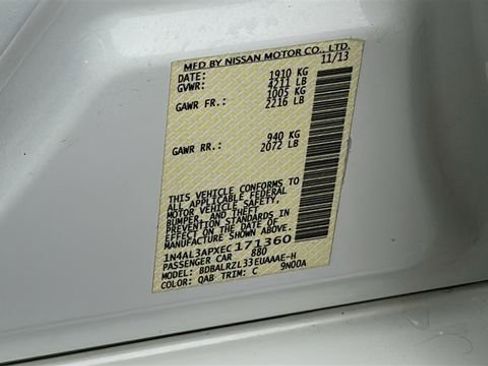 MFD BY NISSAN MOTOR CO., LTD.
DATE: 11/13
GVWR: 1910 KG
4211 LB
GAWR FR.: 1005 KG
2216 LB
GAWR RR.: 940 KG
2072 LB
THIS VEHICLE CONFORMS TO
ALL APPLICABLE FEDERAL
MOTOR VEHICLE SAFETY,
BUMPER, AND THEFT
PREVENTION STANDARDS IN
EFFECT ON THE DATE OF
MANUFACTURE SHOWN ABOVE.
1N4AL3APXEC171360
PASSENGER CAR 880
MODEL: BDBALRZL33EUAAAE-H
COLOR: QAB TRIM: C 9N00A